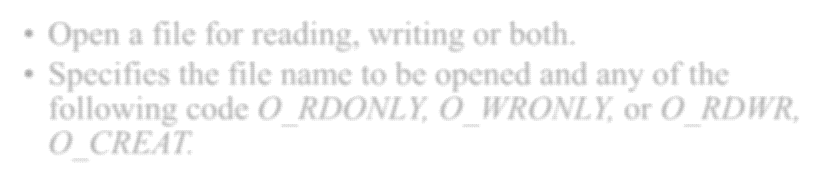 • Open a file for reading, writing or both.
• Specifies the file name to be opened and any of the
following code O_RDONLY, O_WRONLY, or O_RDWR,
O_CREAT.